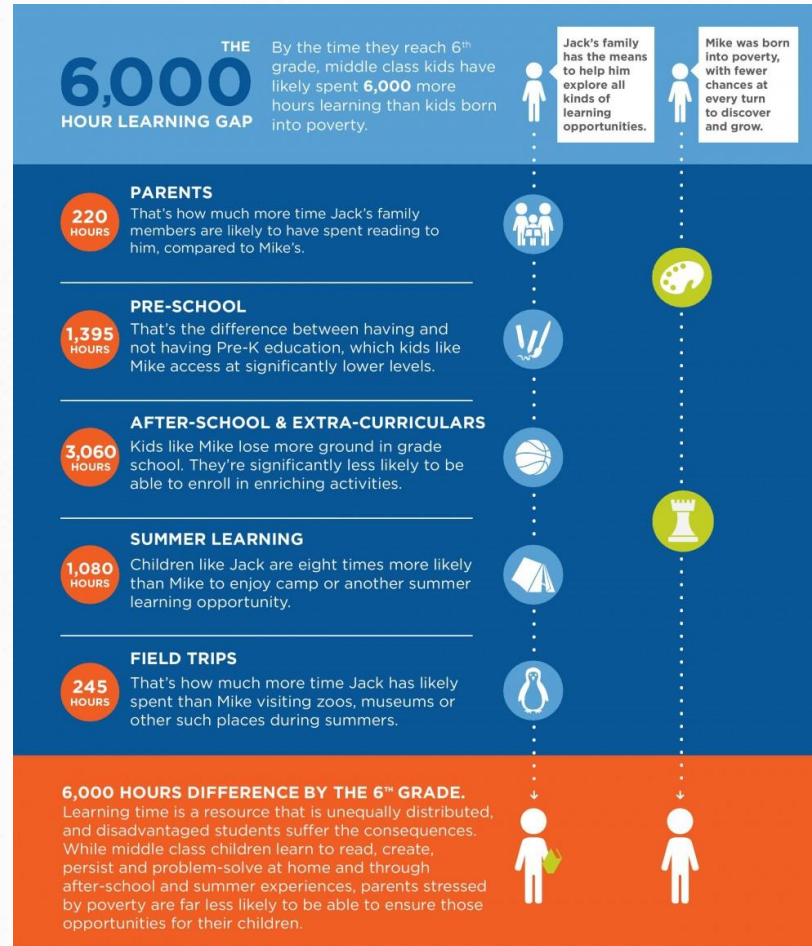 THE
6,000
HOUR LEARNING GAP
By the time they reach 6th
grade, middle class kids have
likely spent 6,000 more
hours learning than kids born
into poverty.
Jack's family
has the means
to help him
explore all
kinds of
learning
opportunities.
Mike was born
into poverty,
with fewer
chances at
every turn
to discover
and grow.
220
HOURS
PARENTS
That's how much more time Jack's family
members are likely to have spent reading to
him, compared to Mike's.
1,395
HOURS
PRE-SCHOOL
That's the difference between having and
not having Pre-K education, which kids like
Mike access at significantly lower levels.
3,060
HOURS
AFTER-SCHOOL & EXTRA-CURRICULARS
Kids like Mike lose more ground in grade
school. They're significantly less likely to be
able to enroll in enriching activities.
1,080
HOURS
SUMMER LEARNING
Children like Jack are eight times more likely
than Mike to enjoy camp or another summer
learning opportunity.
245
HOURS
FIELD TRIPS
That's how much more time Jack has likely
spent than Mike visiting zoos, museums or
other such places during summers.
6,000 HOURS DIFFERENCE BY THE 6TH GRADE.
Learning time is a resource that is unequally distributed,
and disadvantaged students suffer the consequences.
While middle class children learn to read, create,
persist and problem-solve at home and through
after-school and summer experiences, parents stressed
by poverty are far less likely to be able to ensure those
opportunities for their children.